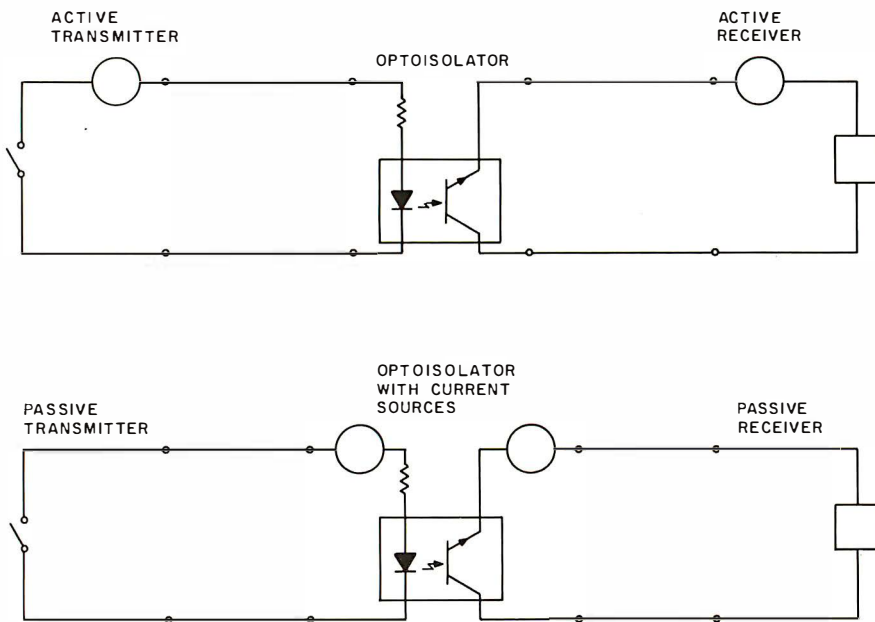 ACTIVE
TRANSMITTER
OPTOISOLATOR
ACTIVE
RECEIVER
PASSIVE
TRANSMITTER
OPTOISOLATOR
WITH CURRENT
SOURCES
PASSIVE
RECEIVER